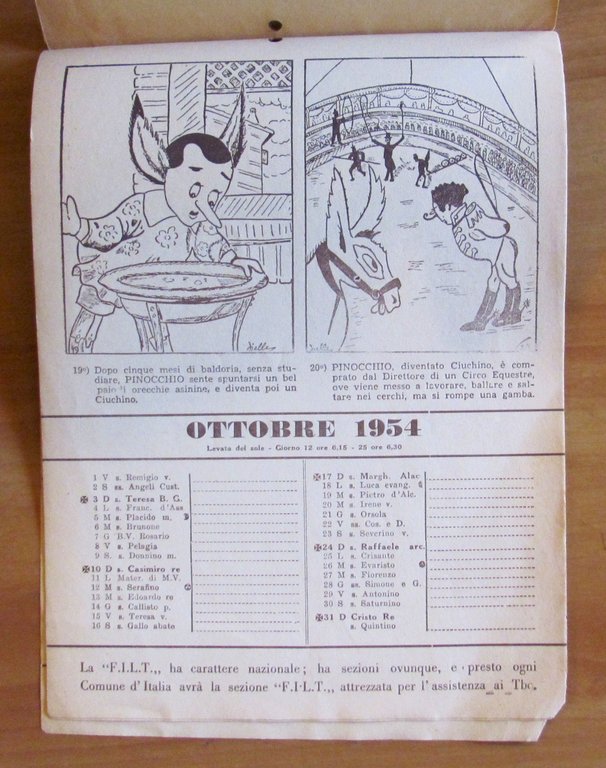 Xielle
Xielles
19º) Dopo cinque mesi di baldoria, senza stu-
diare, PINOCCHIO sente spuntarsi un bel
paio di orecchie asinine, e diventa poi un
Ciuchino.
20º) PINOCCHIO, diventato Ciuchino, è com-
prato dal Direttore di un Circo Equestre,
ove viene messo a lavorare, ballare e sal-
tare nei cerchi, ma si rompe una gamba.
OTTOBRE 1954
Levata del sole - Giorno 12 ore 6,15 - 25 ore 6,30
1 V s. Remigio v.
2 S ss. Angeli Cust.
✠ 3 D s. Teresa B. G.
4 L s. Franc. d'Ass
5 M s. Placido m.
6 M s. Brunone
7 G B.V. Rosario
8 V s. Pelagia
9 S s. Donnino m.
✠ 10 D s. Casimiro re
11 L Mater. di M.V.
12 M s. Serafino
13 M s. Edoardo re
14 G s. Callisto p.
15 V s. Teresa v.
16 S s. Gallo abate
✠ 17 D s. Margh. Alac
18 L s. Luca evang.
19 M s. Pietro d'Alc.
20 M s. Irene v.
21 G s. Orsola
22 V ss. Cos. e D.
23 S s. Severino v.
✠ 24 D s. Raffaele arc.
25 L s. Crisante
26 M s. Evaristo
27 M s. Fiorenzo
28 G ss. Simone e G.
29 V s. Antonino
30 S s. Saturnino
✠ 31 D Cristo Re
s. Quintino
La "F.I.L.T.,, ha carattere nazionale; ha sezioni ovunque, e presto ogni
Comune d'Italia avrà la sezione "F.I.L.T.,, attrezzata per l'assistenza ai Tbc.